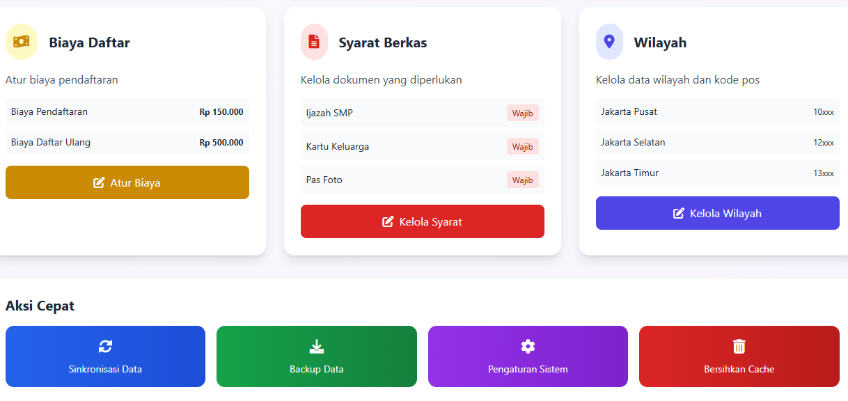 Biaya Daftar
Atur biaya pendaftaran
Biaya Pendaftaran Rp 150.000
Biaya Daftar Ulang Rp 500.000
Atur Biaya
Syarat Berkas
Kelola dokumen yang diperlukan
Ijazah SMP Wajib
Kartu Keluarga Wajib
Pas Foto Wajib
Kelola Syarat
Wilayah
Kelola data wilayah dan kode pos
Jakarta Pusat 10xxx
Jakarta Selatan 12xxx
Jakarta Timur 13xxx
Kelola Wilayah
Aksi Cepat
Sinkronisasi Data
Backup Data
Pengaturan Sistem
Bersihkan Cache